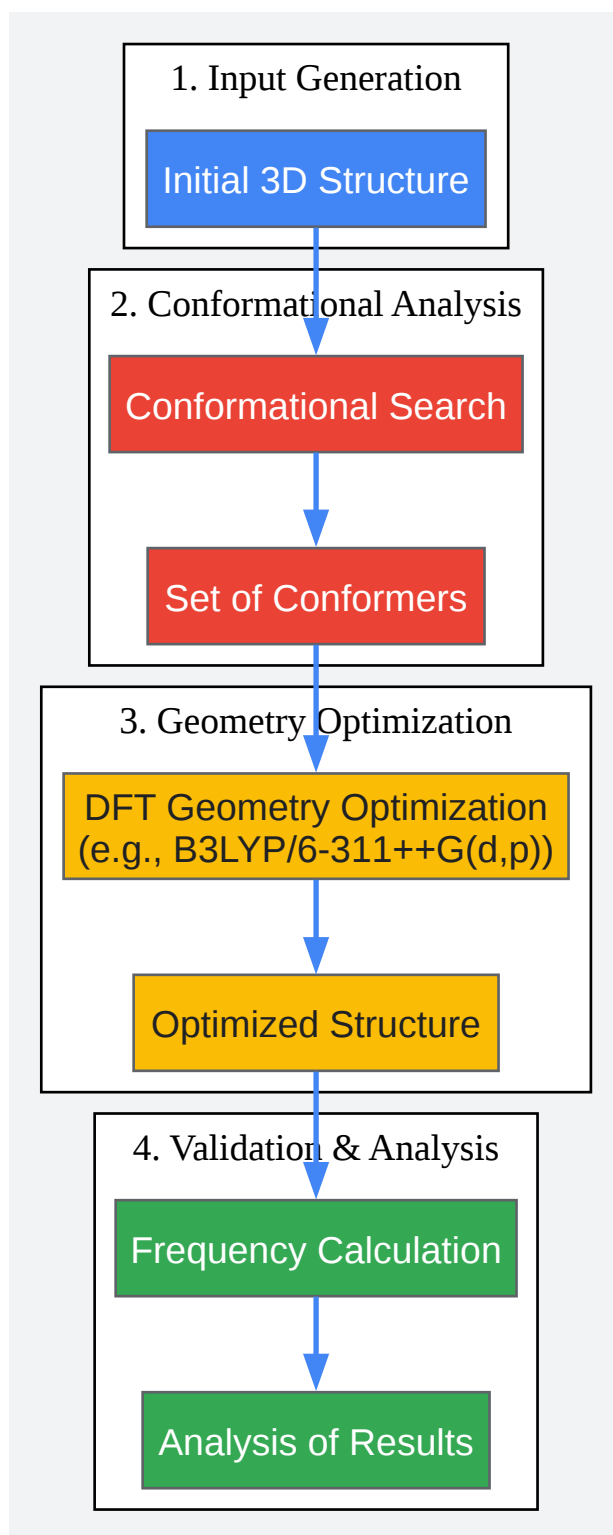 1. Input Generation
Initial 3D Structure
2. Conformational Analysis
Conformational Search
Set of Conformers
3. Geometry Optimization
DFT Geometry Optimization
(e.g., B3LYP/6-311++G(d,p))
Optimized Structure
4. Validation & Analysis
Frequency Calculation
Analysis of Results